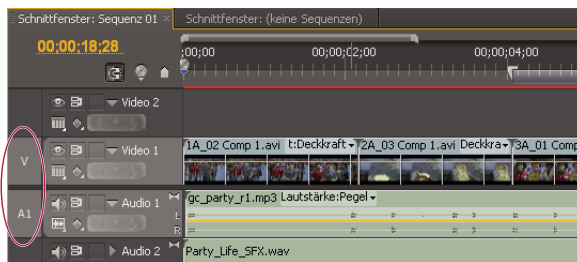 Schnittfenster: Sequenz 01 × Schnittfenster: (keine Sequenzen)
00;00;18;28
;00;00 00;00;02;00 00;00;04;00
Video 2
V Video 1 1A_02 Comp 1.avi t:Deckkraft 2A_03 Comp 1.avi Deckkra 3A_01 Comp
A1 Audio 1 gc_party_r1.mp3 Lautstärke:Pegel
L
R
Audio 2 Party_Life_SFX.wav